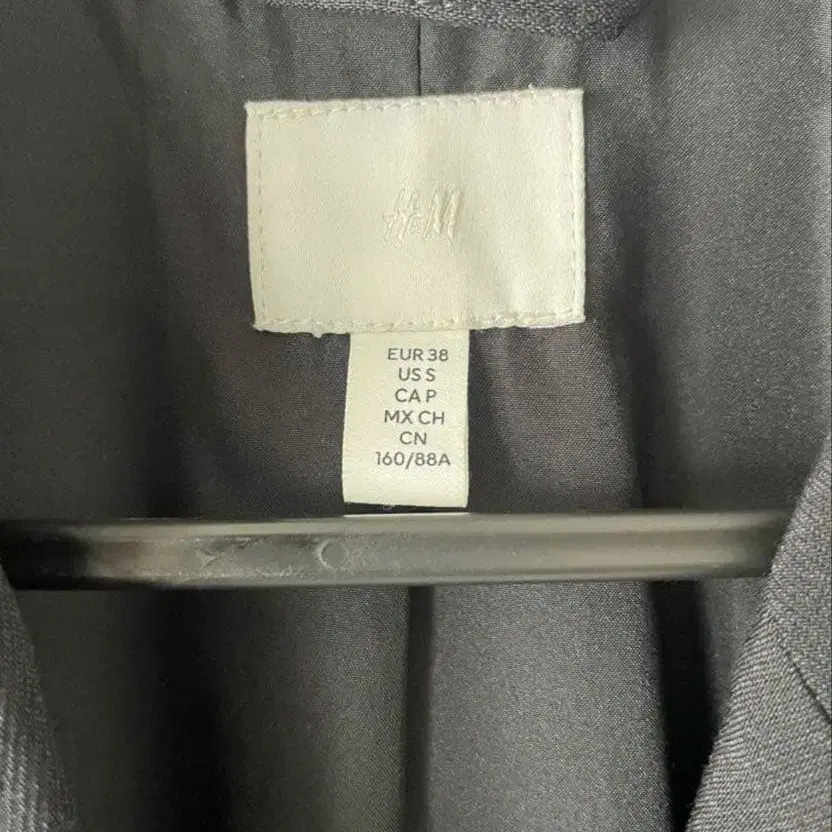 H&M
EUR 38
US S
CA P
MX CH
CN
160/88A